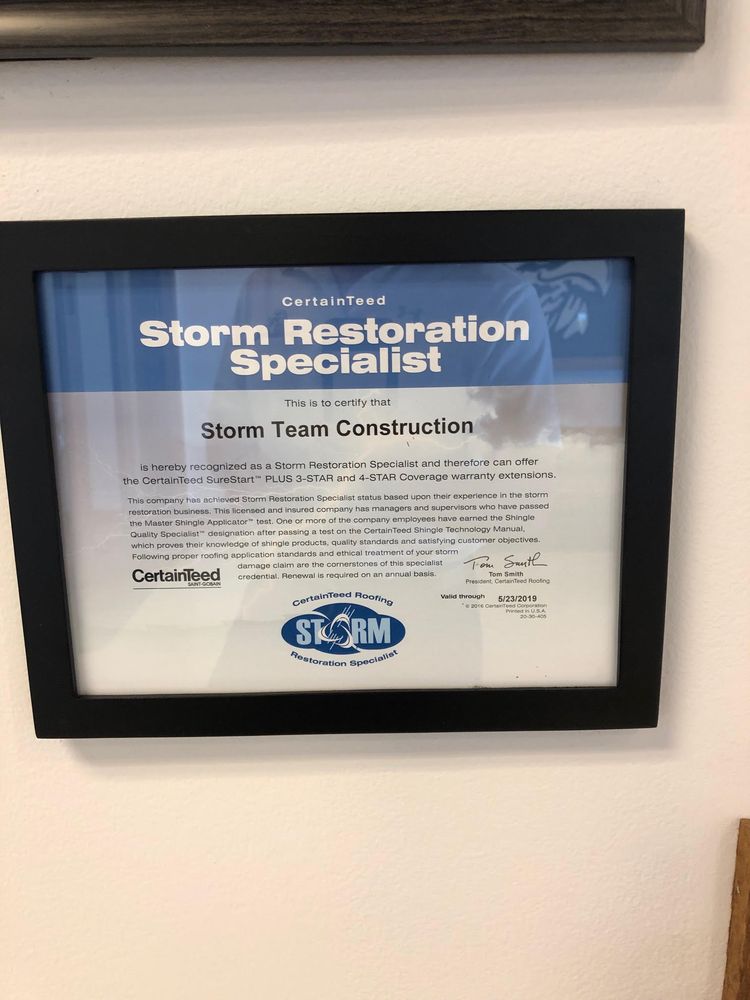 CertainTeed
Storm Restoration
Specialist
This is to certify that
Storm Team Construction
is hereby recognized as a Storm Restoration Specialist and therefore can offer
the CertainTeed SureStart™ PLUS 3-STAR and 4-STAR Coverage warranty extensions.
This company has achieved Storm Restoration Specialist status based upon their experience in the storm
restoration business. This licensed and insured company has managers and supervisors who have passed
the Master Shingle Applicator™ test. One or more of the company employees have earned the Shingle
Quality Specialist™ designation after passing a test on the CertainTeed Shingle Technology Manual,
which proves their knowledge of shingle products, quality standards and satisfying customer objectives.
Following proper roofing application standards and ethical treatment of your storm
damage claim are the cornerstones of this specialist
credential. Renewal is required on an annual basis.
CertainTeed
SAINT-GOBAIN
Tom Smith
Tom Smith
President, CertainTeed Roofing
Valid through 5/23/2019
© 2016 CertainTeed Corporation
Printed in U.S.A.
20-30-405
CertainTeed Roofing
STORM
Restoration Specialist